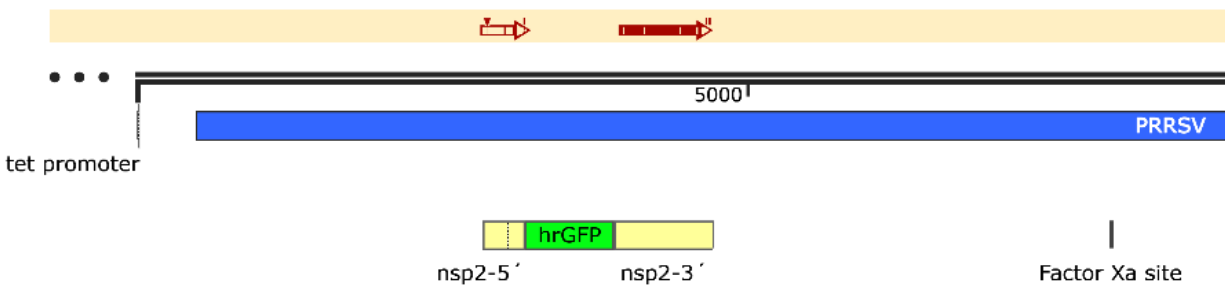 5000
PRRSV
tet promoter
hrGFP
nsp2-5´
nsp2-3´
Factor Xa site